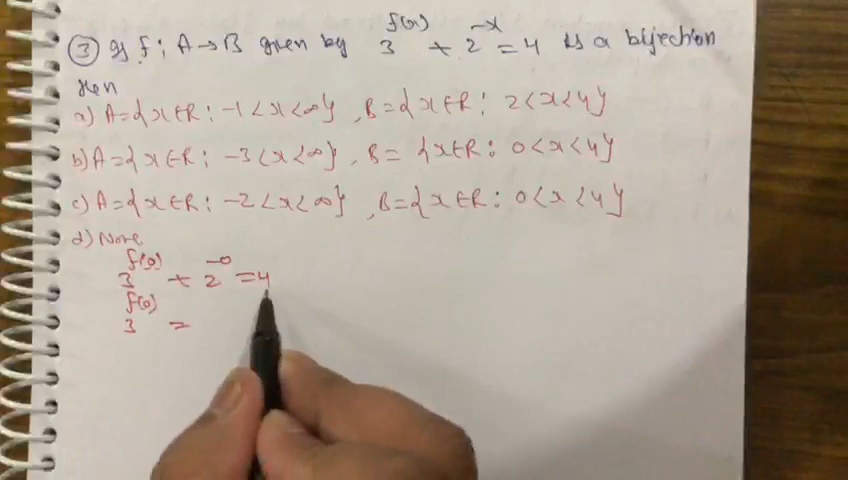 ③ If f : A → B given by 3^f(x) + 2^-x = 4 is a bijection
then
a) A = {x∈R : -1<x<∞} , B = {x∈R : 2<x<4}
b) A = {x∈R : -3<x<∞} , B = {x∈R : 0<x<4}
c) A = {x∈R : -2<x<∞} , B = {x∈R : 0<x<4}
d) None
3^f(0) + 2^-0 = 4
3^f(0) =